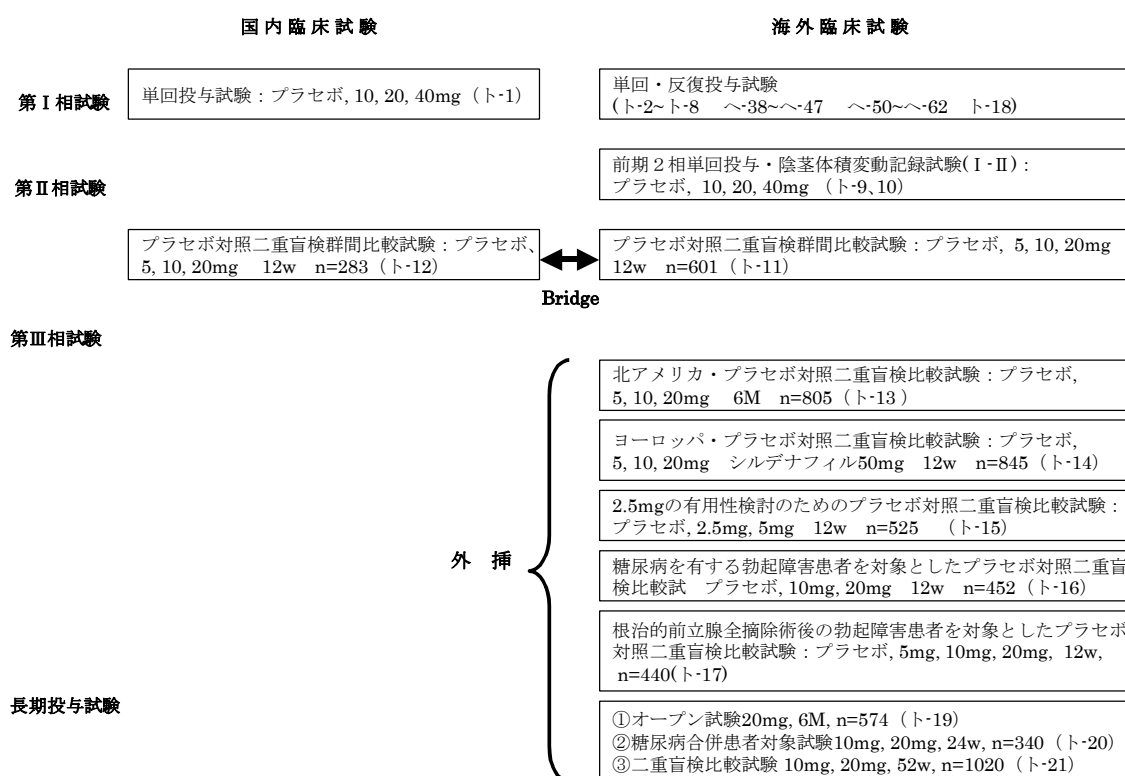 国内臨床試験
海外臨床試験
第Ⅰ相試験
単回投与試験：プラセボ, 10, 20, 40mg（ト-1）
単回・反復投与試験
(ト-2~ト-8 ヘ-38~ヘ-47 ヘ-50~ヘ-62 ト-18)
第Ⅱ相試験
前期２相単回投与・陰茎体積変動記録試験(Ⅰ-Ⅱ)：
プラセボ, 10, 20, 40mg （ト-9、10）
プラセボ対照二重盲検群間比較試験：プラセボ、
5, 10, 20mg 12w n=283（ト-12）
プラセボ対照二重盲検群間比較試験：プラセボ, 5, 10, 20mg
12w n=601（ト-11）
Bridge
第Ⅲ相試験
北アメリカ・プラセボ対照二重盲検比較試験：プラセボ,
5, 10, 20mg 6M n=805（ト-13）
ヨーロッパ・プラセボ対照二重盲検比較試験：プラセボ,
5, 10, 20mg シルデナフィル50mg 12w n=845（ト-14）
2.5mgの有用性検討のためのプラセボ対照二重盲検比較試験：
プラセボ, 2.5mg, 5mg 12w n=525 （ト-15）
外 挿
糖尿病を有する勃起障害患者を対象としたプラセボ対照二重盲
検比較試 プラセボ, 10mg, 20mg 12w n=452（ト-16）
根治的前立腺全摘除術後の勃起障害患者を対象としたプラセボ
対照二重盲検比較試験：プラセボ, 5mg, 10mg, 20mg, 12w,
n=440(ト-17)
長期投与試験
①オープン試験20mg, 6M, n=574（ト-19）
②糖尿病合併患者対象試験10mg, 20mg, 24w, n=340（ト-20）
③二重盲検比較試験 10mg, 20mg, 52w, n=1020（ト-21）